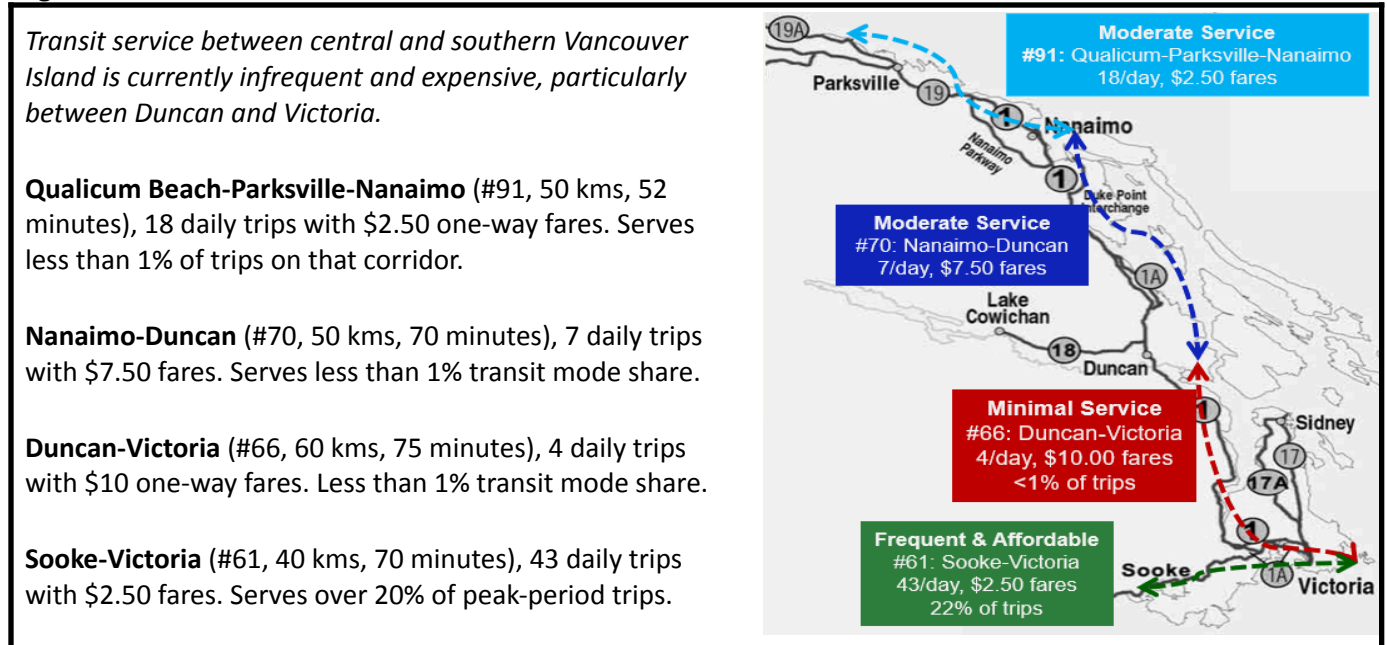 Transit service between central and southern Vancouver
Island is currently infrequent and expensive, particularly
between Duncan and Victoria.
Qualicum Beach-Parksville-Nanaimo (#91, 50 kms, 52
minutes), 18 daily trips with $2.50 one-way fares. Serves
less than 1% of trips on that corridor.
Nanaimo-Duncan (#70, 50 kms, 70 minutes), 7 daily trips
with $7.50 fares. Serves less than 1% transit mode share.
Duncan-Victoria (#66, 60 kms, 75 minutes), 4 daily trips
with $10 one-way fares. Less than 1% transit mode share.
Sooke-Victoria (#61, 40 kms, 70 minutes), 43 daily trips
with $2.50 fares. Serves over 20% of peak-period trips.
19A
Moderate Service
#91: Qualicum-Parksville-Nanaimo
18/day, $2.50 fares
Parksville
19
1
Nanaimo
Nanaimo
Parkway
1
Duke Point
Interchange
Moderate Service
#70: Nanaimo-Duncan
7/day, $7.50 fares
1A
Lake
Cowichan
18
Duncan
Minimal Service
#66: Duncan-Victoria
4/day, $10.00 fares
<1% of trips
1
Sidney
17
17A
1
Frequent & Affordable
#61: Sooke-Victoria
43/day, $2.50 fares
22% of trips
Sooke
1A
Victoria